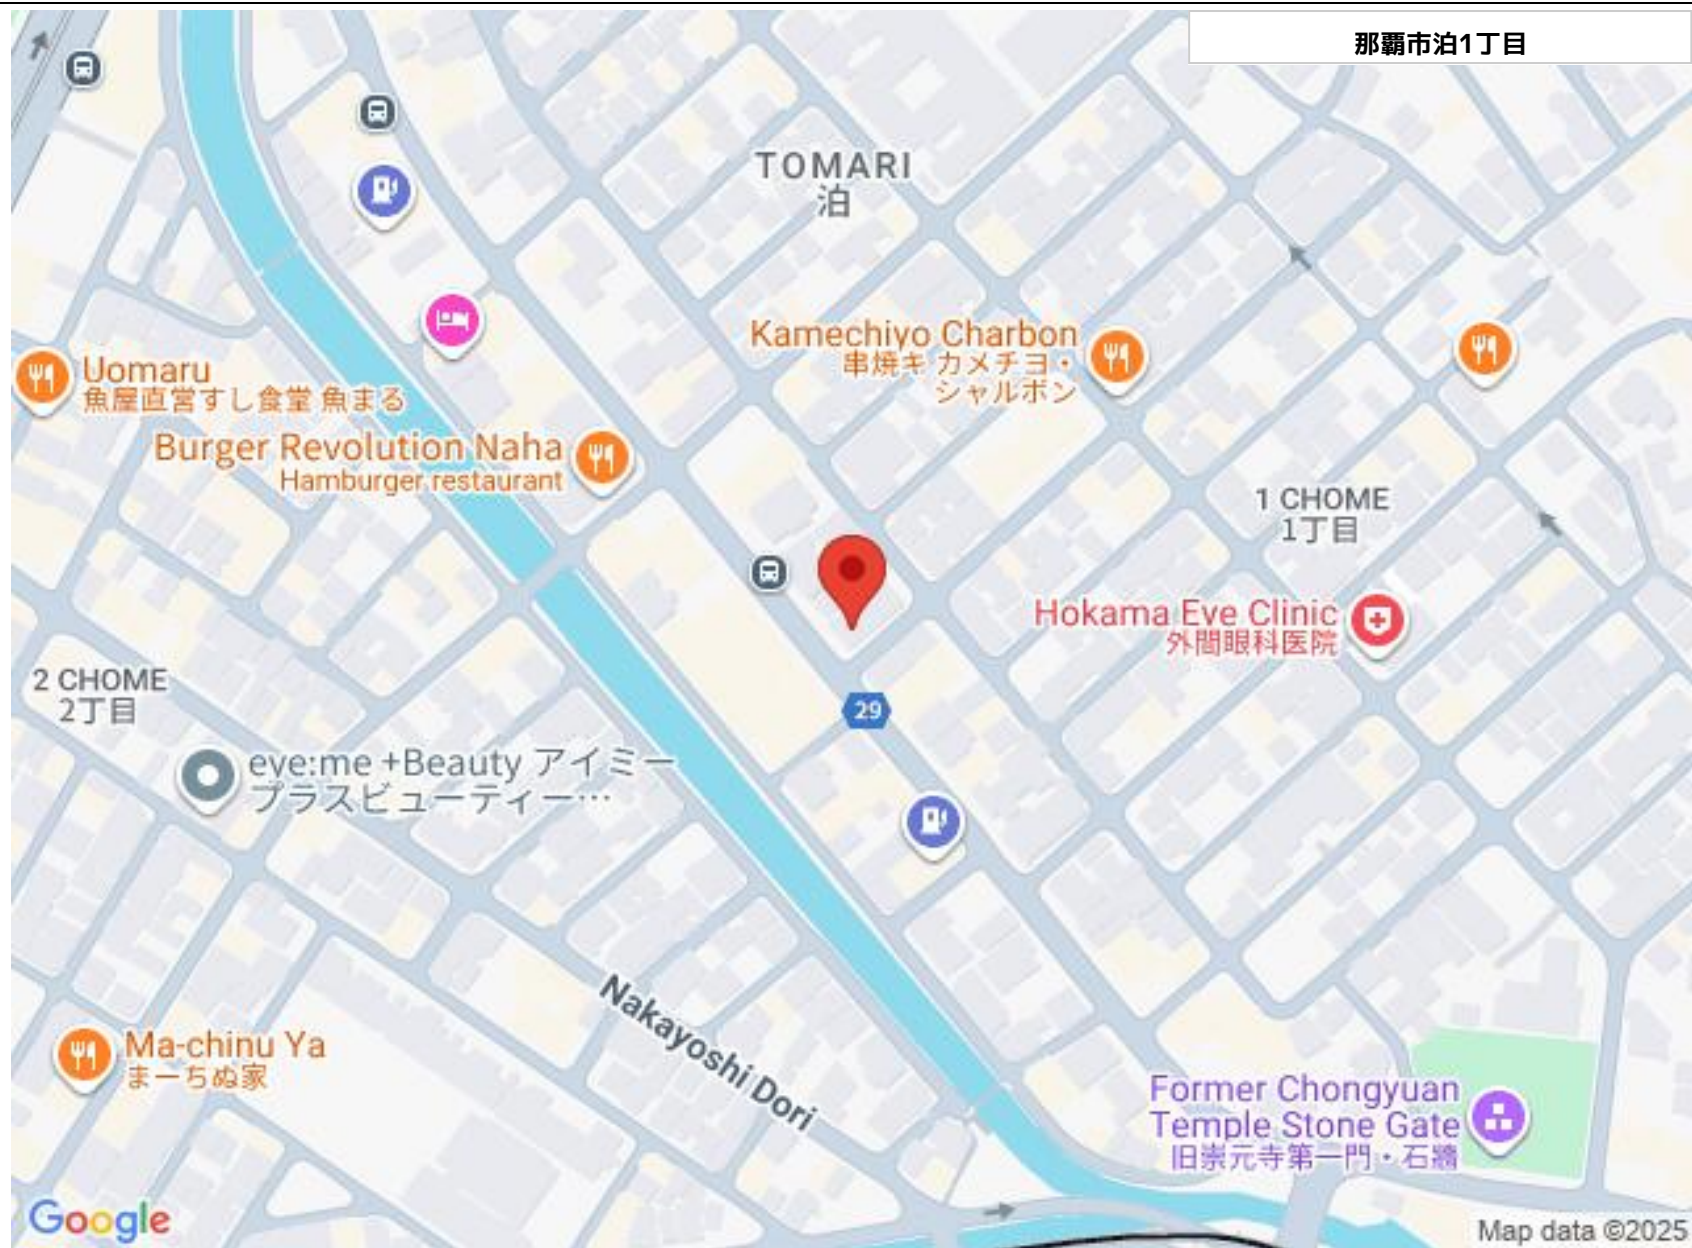 那覇市泊1丁目
TOMARI
泊
Kamechiyo Charbon
串焼キ カメチヨ・
シャルボン
Uomaru
魚屋直営すし食堂 魚まる
Burger Revolution Naha
Hamburger restaurant
1 CHOME
1丁目
Hokama Eye Clinic
外間眼科医院
2 CHOME
2丁目
29
eye:me +Beauty アイミー
プラスビューティー…
Nakayoshi Dori
Ma-chinu Ya
まーちぬ家
Former Chongyuan
Temple Stone Gate
旧崇元寺第一門・石牆
Google
Map data ©2025